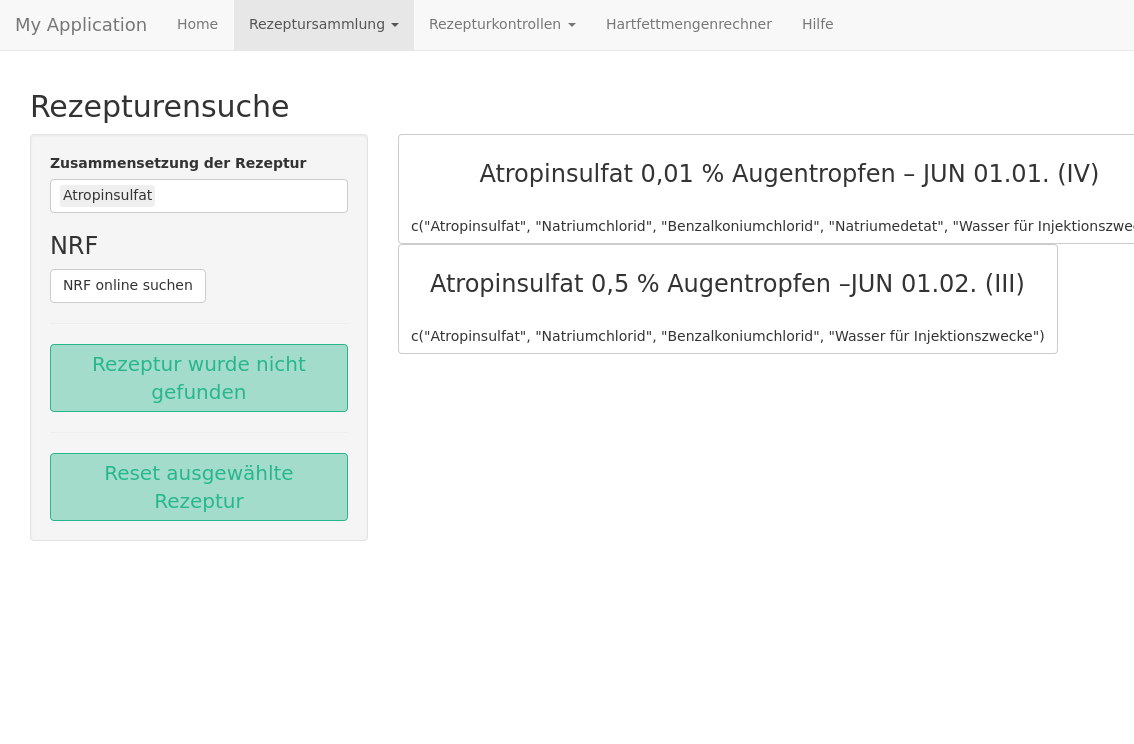 My Application Home Rezeptursammlung Rezepturkontrollen Hartfettmengenrechner Hilfe
Rezepturensuche
Zusammensetzung der Rezeptur
Atropinsulfat
NRF
NRF online suchen
Rezeptur wurde nicht
gefunden
Reset ausgewählte
Rezeptur
Atropinsulfat 0,01 % Augentropfen – JUN 01.01. (IV)
c("Atropinsulfat", "Natriumchlorid", "Benzalkoniumchlorid", "Natriumedetat", "Wasser für Injektionszwe
Atropinsulfat 0,5 % Augentropfen –JUN 01.02. (III)
c("Atropinsulfat", "Natriumchlorid", "Benzalkoniumchlorid", "Wasser für Injektionszwecke")